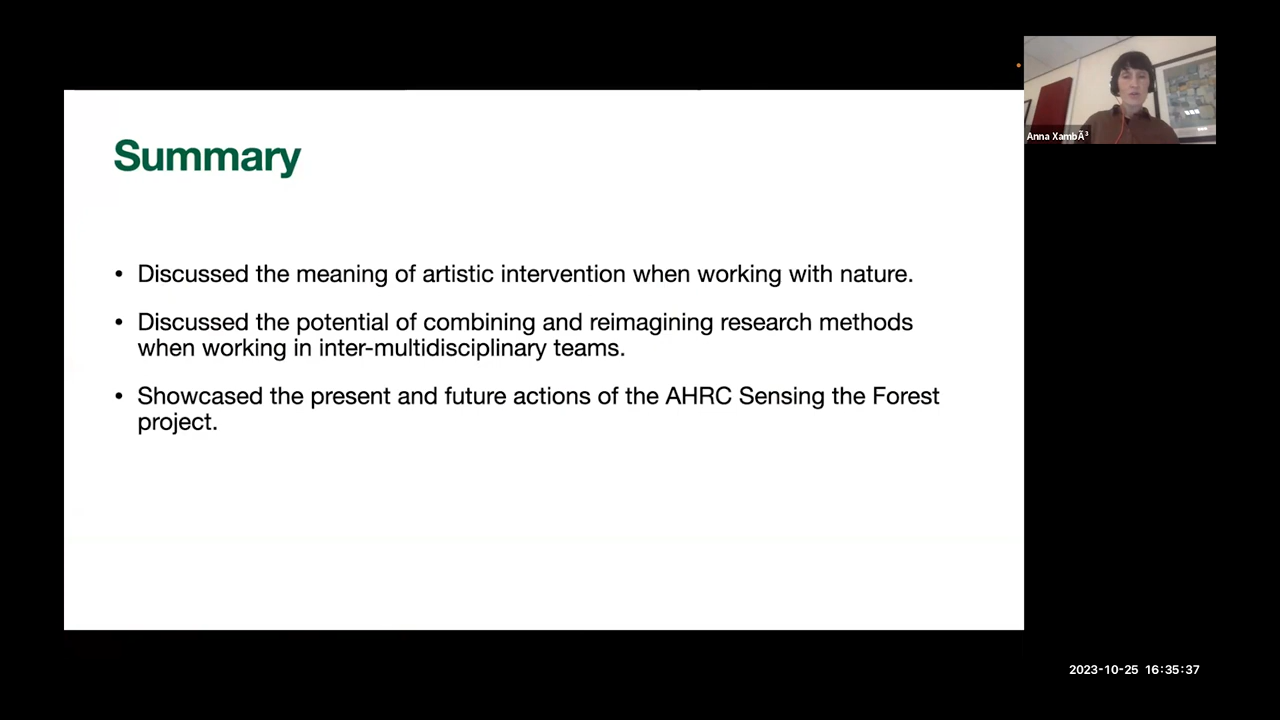 Summary
• Discussed the meaning of artistic intervention when working with nature.
• Discussed the potential of combining and reimagining research methods
when working in inter-multidisciplinary teams.
• Showcased the present and future actions of the AHRC Sensing the Forest
project.
Anna XambÃ³
2023-10-25 16:35:37